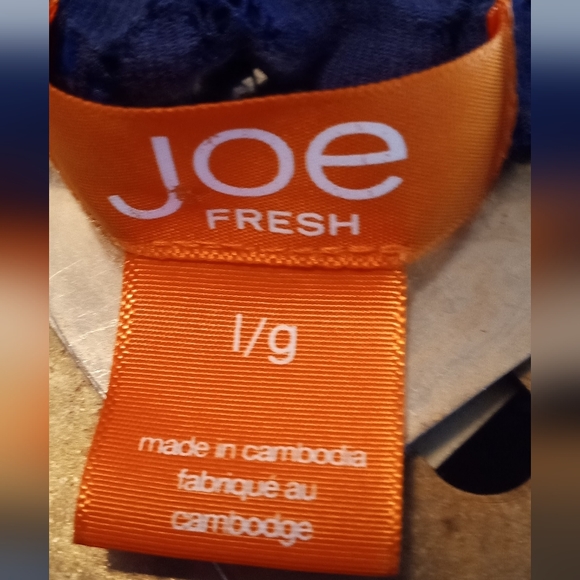 joe
FRESH
l/g
made in cambodia
fabriqué au
cambodge